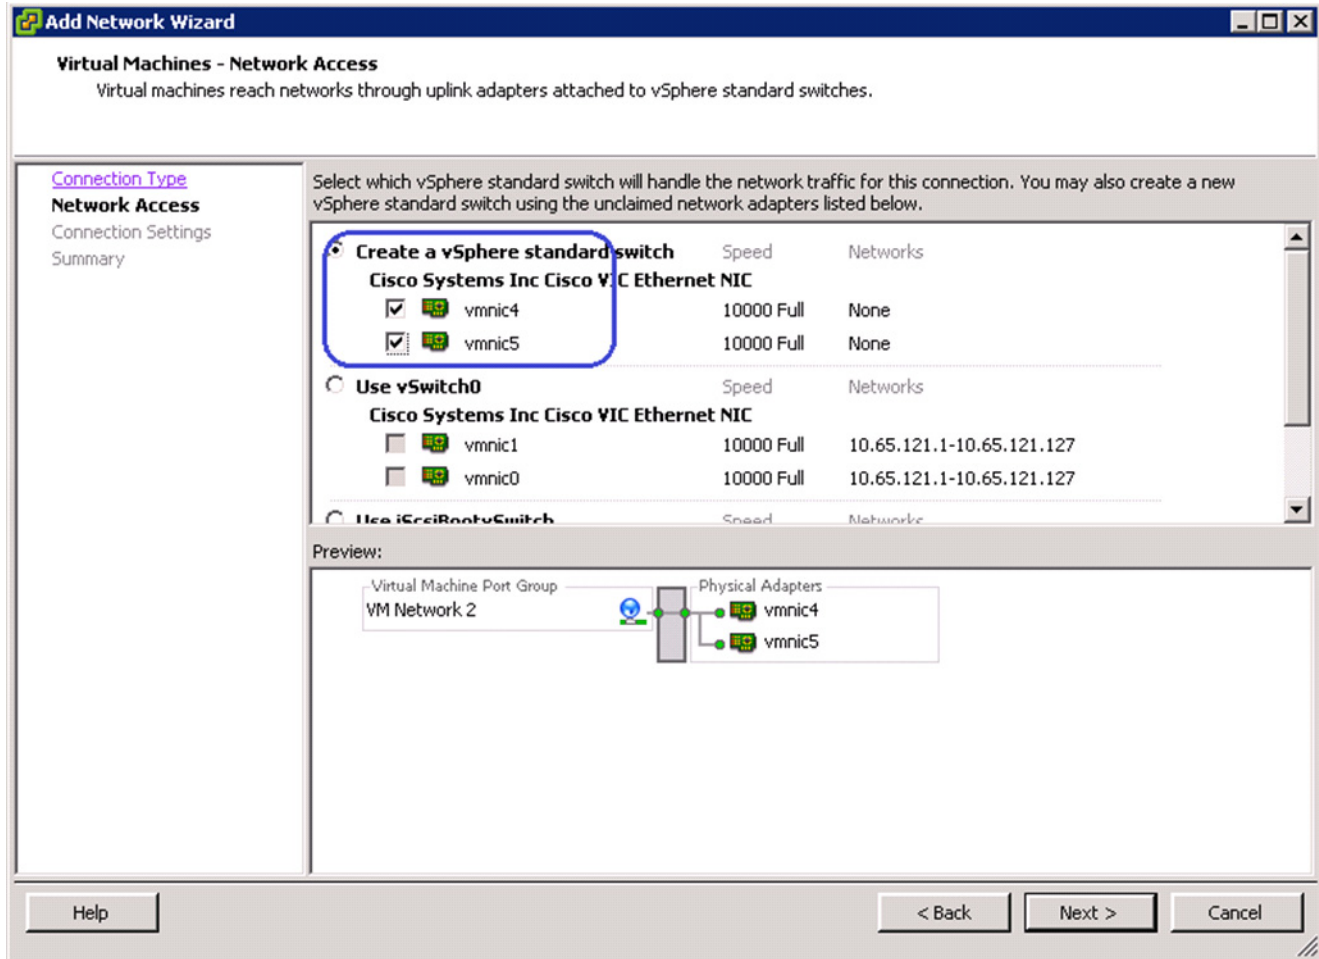 Add Network Wizard
Virtual Machines - Network Access
Virtual machines reach networks through uplink adapters attached to vSphere standard switches.
Connection Type
Network Access
Connection Settings
Summary
Select which vSphere standard switch will handle the network traffic for this connection. You may also create a new
vSphere standard switch using the unclaimed network adapters listed below.
Create a vSphere standard switch Speed Networks
Cisco Systems Inc Cisco VIC Ethernet NIC
vmnic4 10000 Full None
vmnic5 10000 Full None
Use vSwitch0 Speed Networks
Cisco Systems Inc Cisco VIC Ethernet NIC
vmnic1 10000 Full 10.65.121.1-10.65.121.127
vmnic0 10000 Full 10.65.121.1-10.65.121.127
Use iScsiBootvSwitch Speed Networks
Preview:
Virtual Machine Port Group Physical Adapters
VM Network 2 vmnic4
vmnic5
Help < Back Next > Cancel